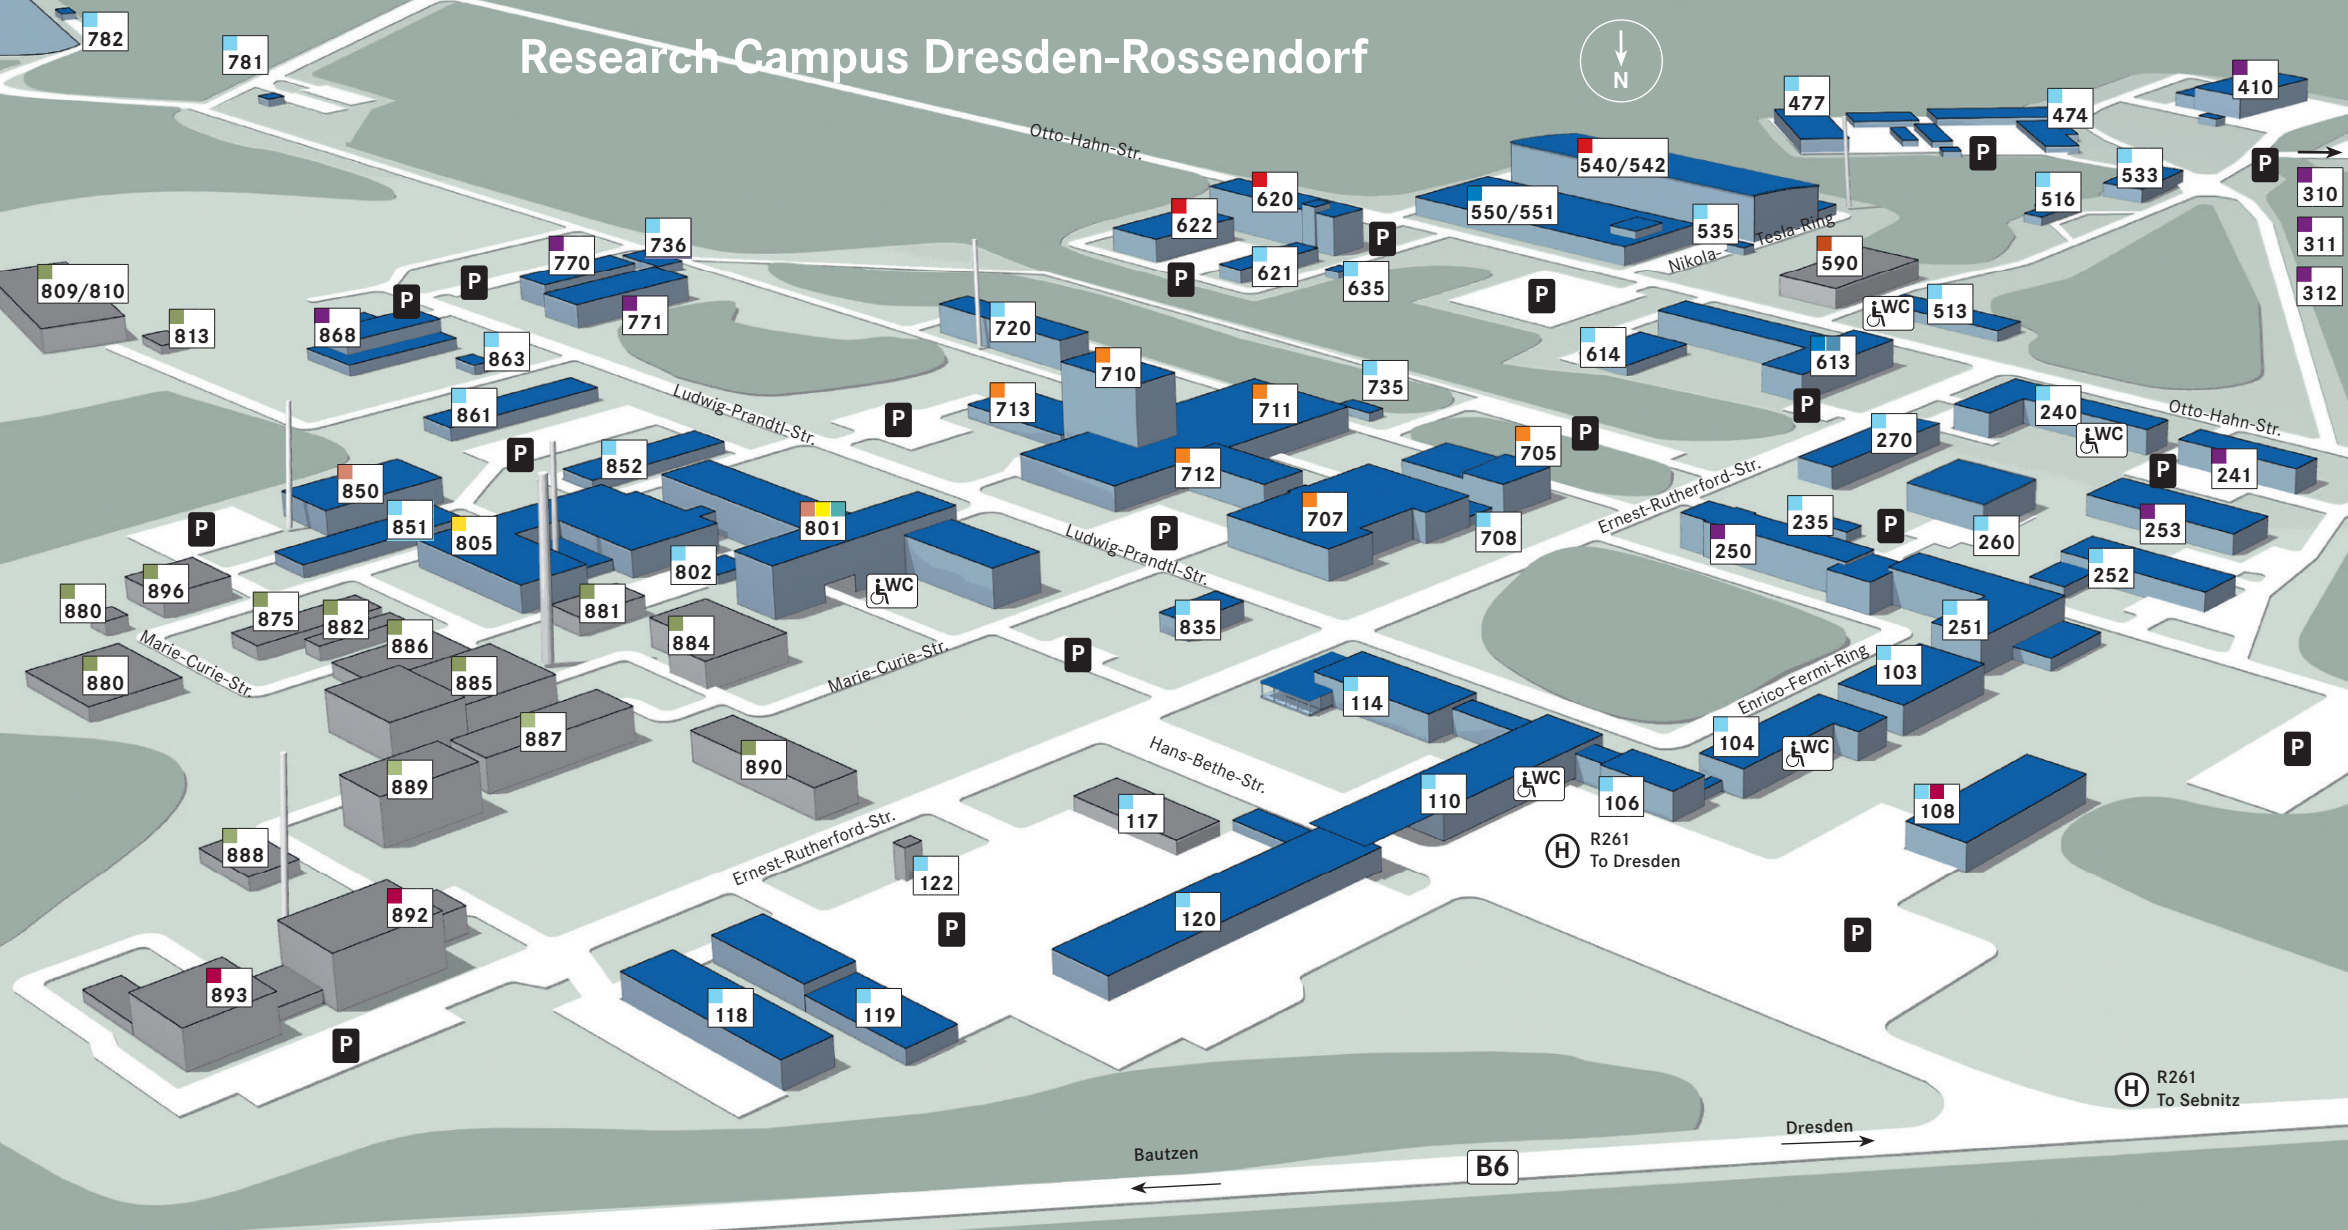 Research Campus Dresden-Rossendorf
N
782
781
477
474
410
P
P
540/542
533
310
516
311
312
620
622
550/551
535
Otto-Hahn-Str.
Nikola-Tesla-Ring
590
P
P
621
635
P
736
770
P
P
771
809/810
813
868
863
720
WC
513
614
613
P
710
735
861
713
711
Ludwig-Prandtl-Str.
P
P
240
Otto-Hahn-Str.
WC
270
705
P
852
P
241
850
712
Ernest-Rutherford-Str.
851
805
801
707
708
235
P
253
P
P
250
260
Ludwig-Prandtl-Str.
802
WC
252
896
880
875
882
881
835
251
886
884
Marie-Curie-Str.
Marie-Curie-Str.
P
880
885
103
Enrico-Fermi-Ring
114
887
104
WC
P
890
Hans-Bethe-Str.
889
WC
110
106
117
108
Ernest-Rutherford-Str.
888
H
R261
To Dresden
122
892
120
P
P
893
118
119
P
H
R261
To Sebnitz
Dresden
Bautzen
B6